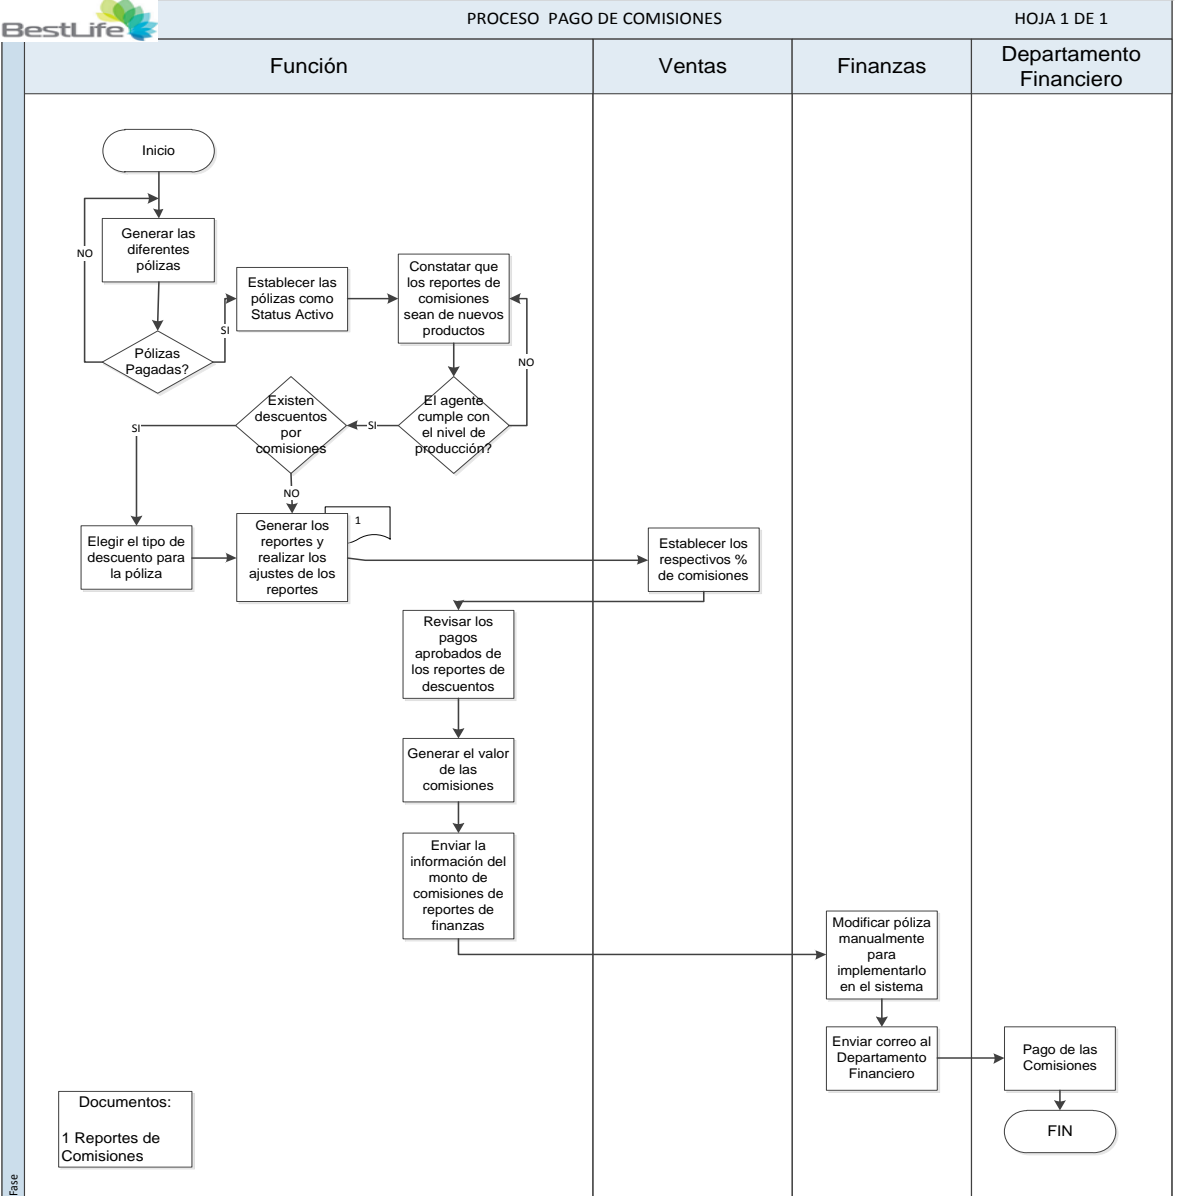 BestLife
PROCESO PAGO DE COMISIONES
HOJA 1 DE 1
Función
Ventas
Finanzas
Departamento
Financiero
Inicio
Generar las
diferentes
pólizas
NO
Pólizas
Pagadas?
SI
Establecer las
pólizas como
Status Activo
Constatar que
los reportes de
comisiones
sean de nuevos
productos
NO
El agente
cumple con
el nivel de
producción?
SI
Existen
descuentos
por
comisiones
SI
NO
Elegir el tipo de
descuento para
la póliza
Generar los
reportes y
realizar los
ajustes de los
reportes
1
Establecer los
respectivos %
de comisiones
Revisar los
pagos
aprobados de
los reportes de
descuentos
Generar el valor
de las
comisiones
Enviar la
información del
monto de
comisiones de
reportes de
finanzas
Modificar póliza
manualmente
para
implementarlo
en el sistema
Enviar correo al
Departamento
Financiero
Pago de las
Comisiones
FIN
Documentos:
1 Reportes de
Comisiones
Fase